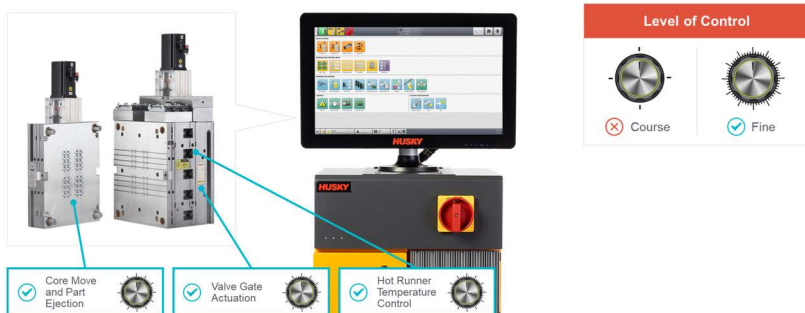 Level of Control
Course
Fine
HUSKY
HUSKY
Core Move
and Part
Ejection
Valve Gate
Actuation
Hot Runner
Temperature
Control